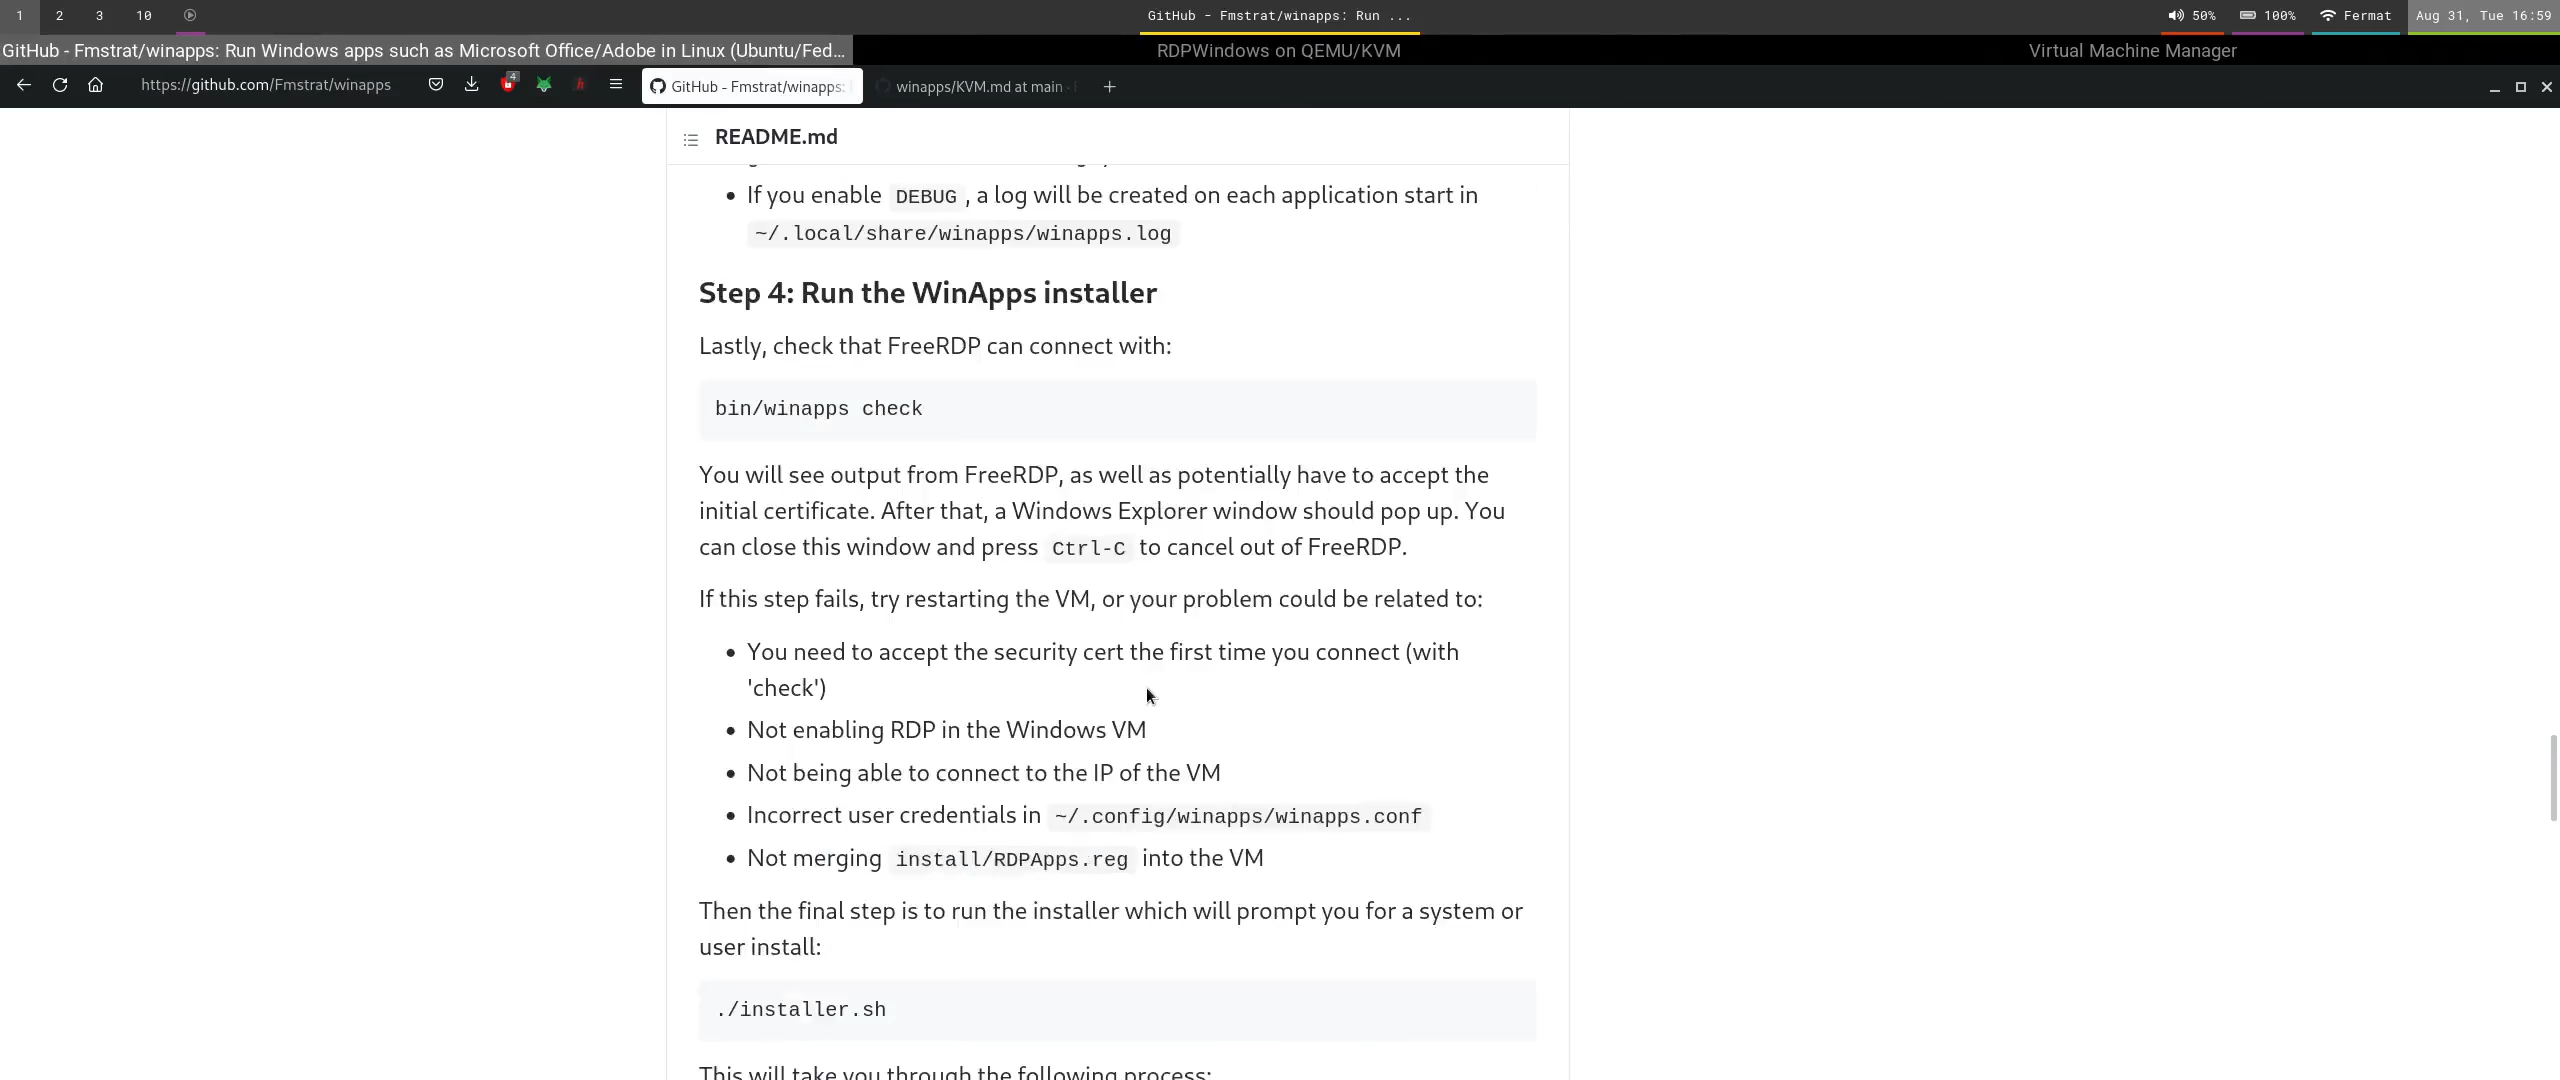 1 2 3 10
GitHub - Fmstrat/winapps: Run ...
50% 100% Fermat Aug 31, Tue 16:59
GitHub - Fmstrat/winapps: Run Windows apps such as Microsoft Office/Adobe in Linux (Ubuntu/Fed...
RDPWindows on QEMU/KVM
Virtual Machine Manager
https://github.com/Fmstrat/winapps
4
GitHub - Fmstrat/winapps:
winapps/KVM.md at main
README.md
If you enable DEBUG, a log will be created on each application start in
~/.local/share/winapps/winapps.log
Step 4: Run the WinApps installer
Lastly, check that FreeRDP can connect with:
bin/winapps check
You will see output from FreeRDP, as well as potentially have to accept the
initial certificate. After that, a Windows Explorer window should pop up. You
can close this window and press Ctrl-C to cancel out of FreeRDP.
If this step fails, try restarting the VM, or your problem could be related to:
• You need to accept the security cert the first time you connect (with
'check')
• Not enabling RDP in the Windows VM
• Not being able to connect to the IP of the VM
• Incorrect user credentials in ~/.config/winapps/winapps.conf
• Not merging install/RDPApps.reg into the VM
Then the final step is to run the installer which will prompt you for a system or
user install:
./installer.sh
This will take you through the following process: